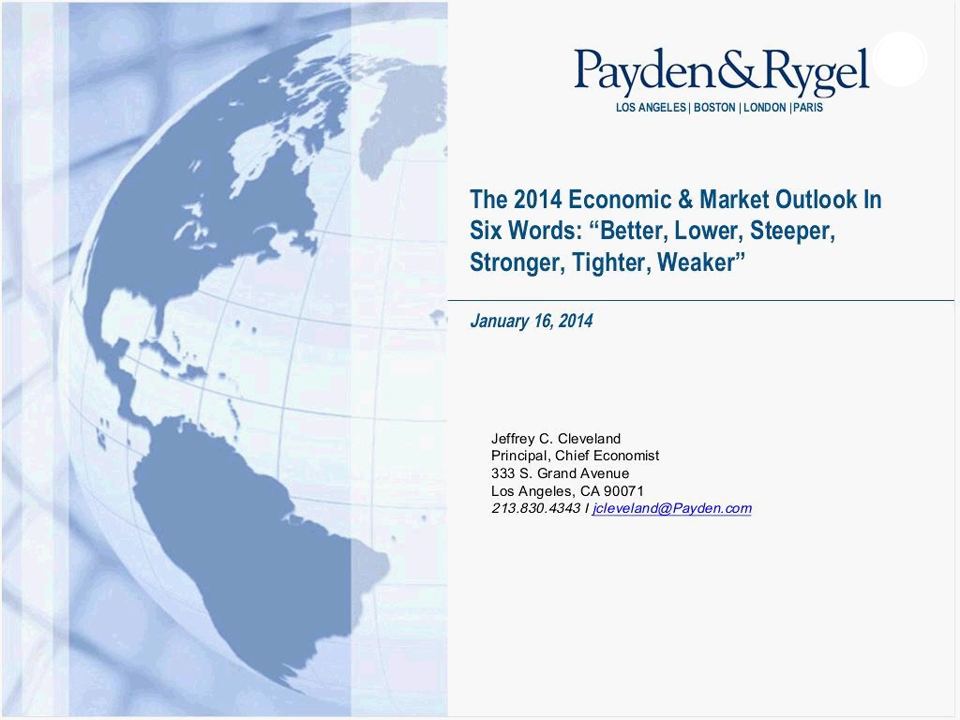 Payden&Rygel
LOS ANGELES | BOSTON | LONDON | PARIS
The 2014 Economic & Market Outlook In
Six Words: “Better, Lower, Steeper,
Stronger, Tighter, Weaker”
January 16, 2014
Jeffrey C. Cleveland
Principal, Chief Economist
333 S. Grand Avenue
Los Angeles, CA 90071
213.830.4343 I jcleveland@Payden.com